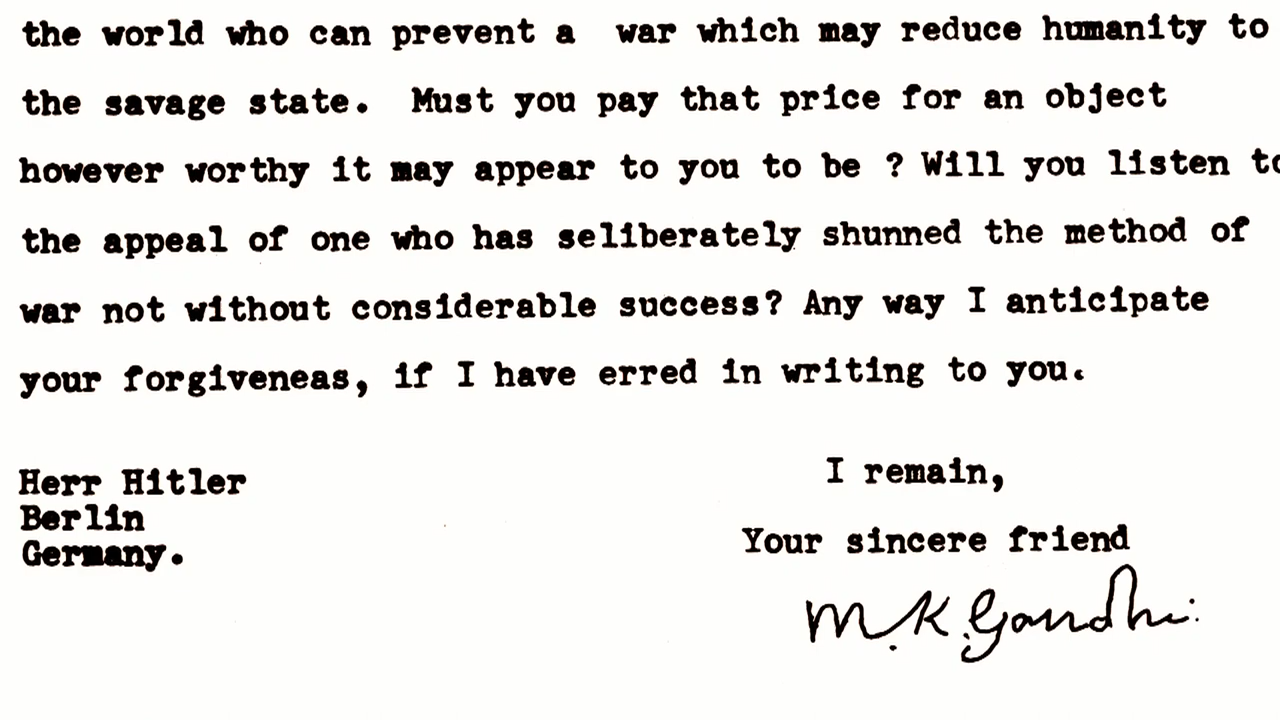 the world who can prevent a war which may reduce humanity to
the savage state. Must you pay that price for an object
however worthy it may appear to you to be ? Will you listen to
the appeal of one who has seliberately shunned the method of
war not without considerable success? Any way I anticipate
your forgiveneas, if I have erred in writing to you.
Herr Hitler
Berlin
Germany.
I remain,
Your sincere friend
M.K.Gandhi